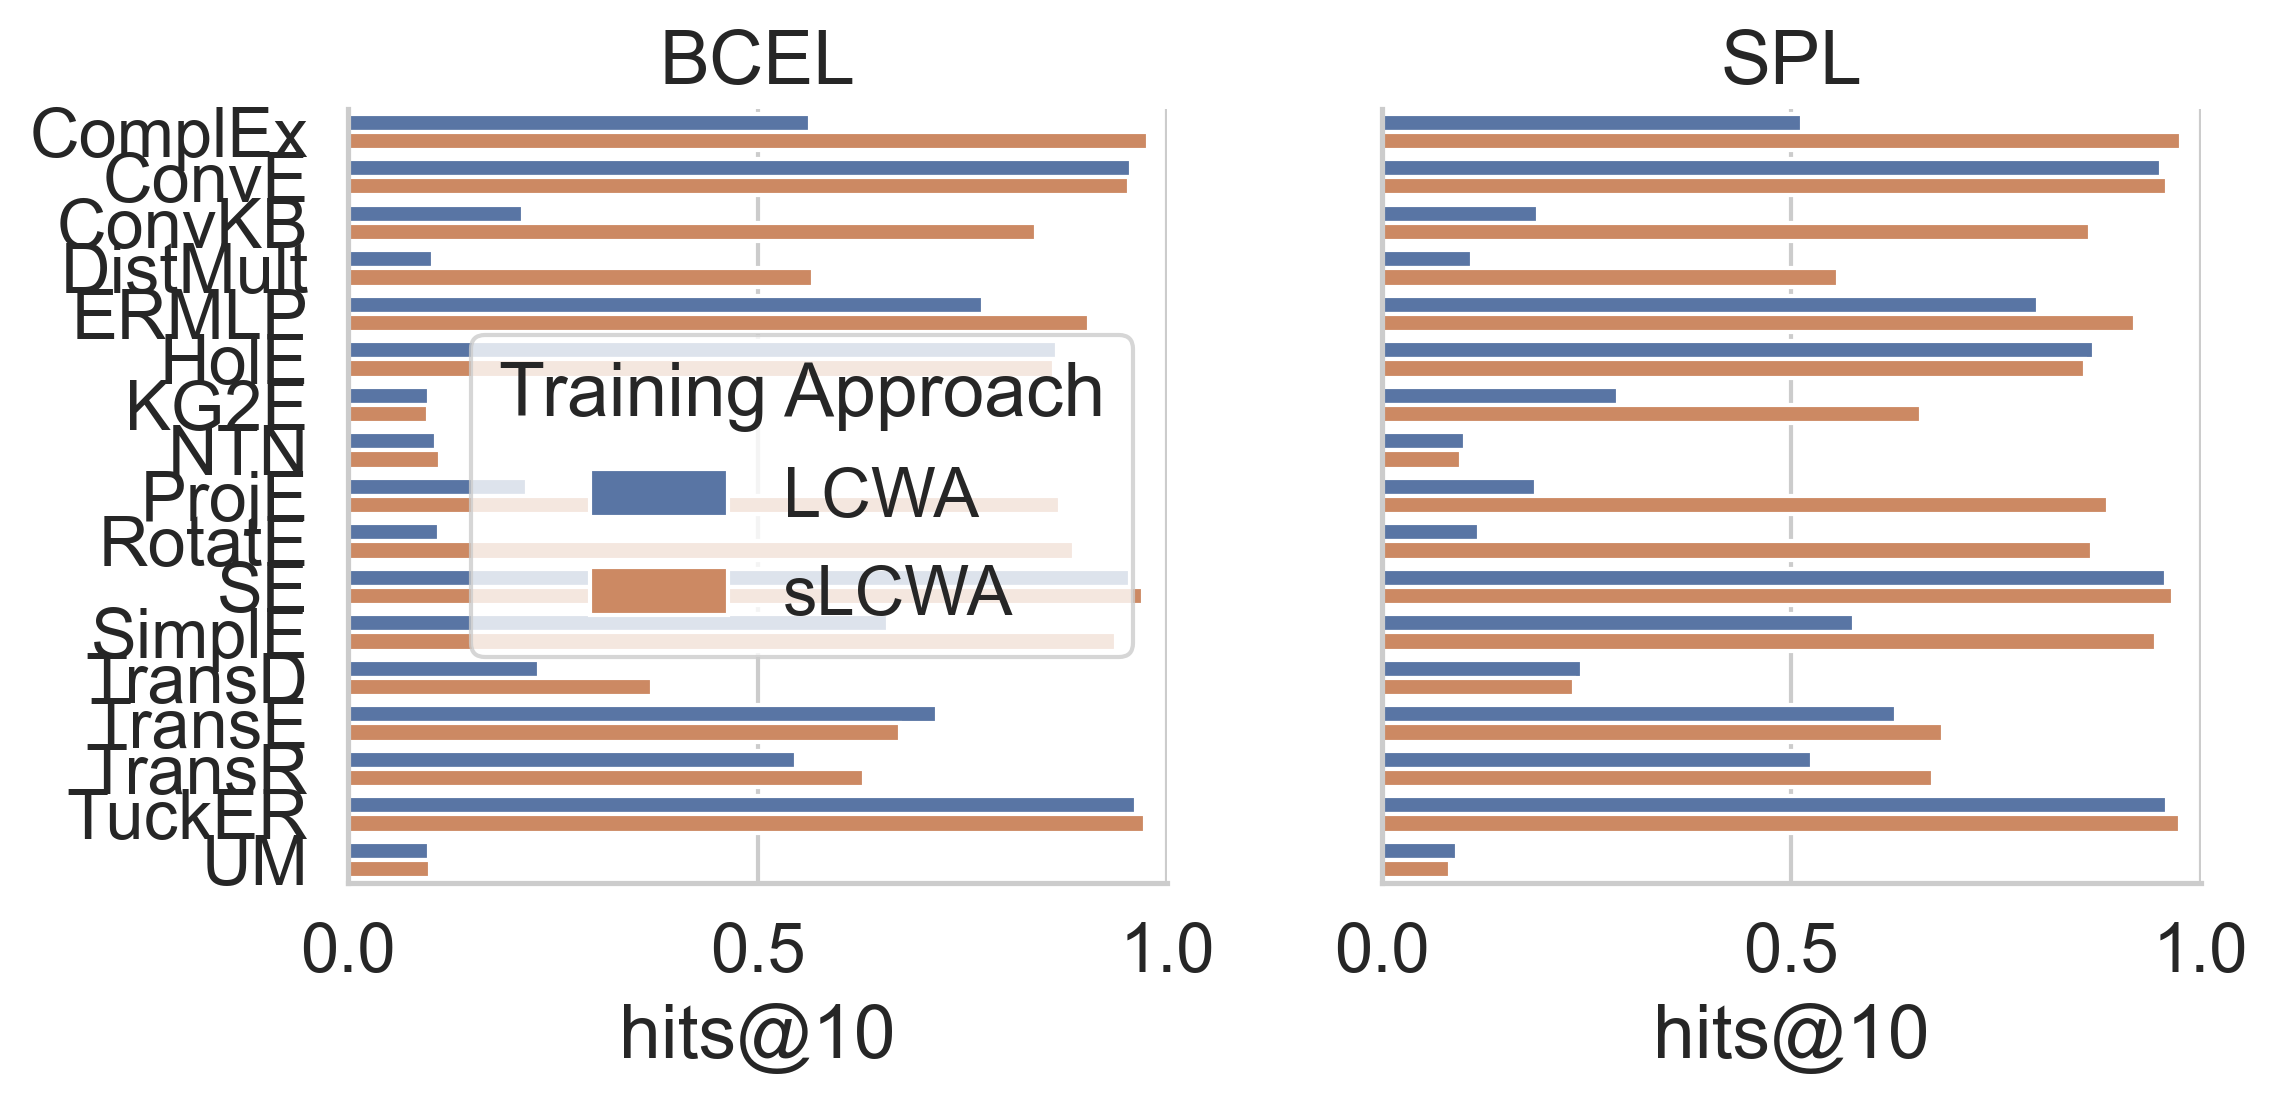 BCEL
SPL
ComplEx
ConvE
ConvKB
DistMult
ERMLP
HolE
KG2E
NTN
ProjE
RotatE
SE
SimplE
TransD
TransE
TransR
TuckER
UM
Training Approach
LCWA
sLCWA
0.0 0.5 1.0
0.0 0.5 1.0
hits@10
hits@10